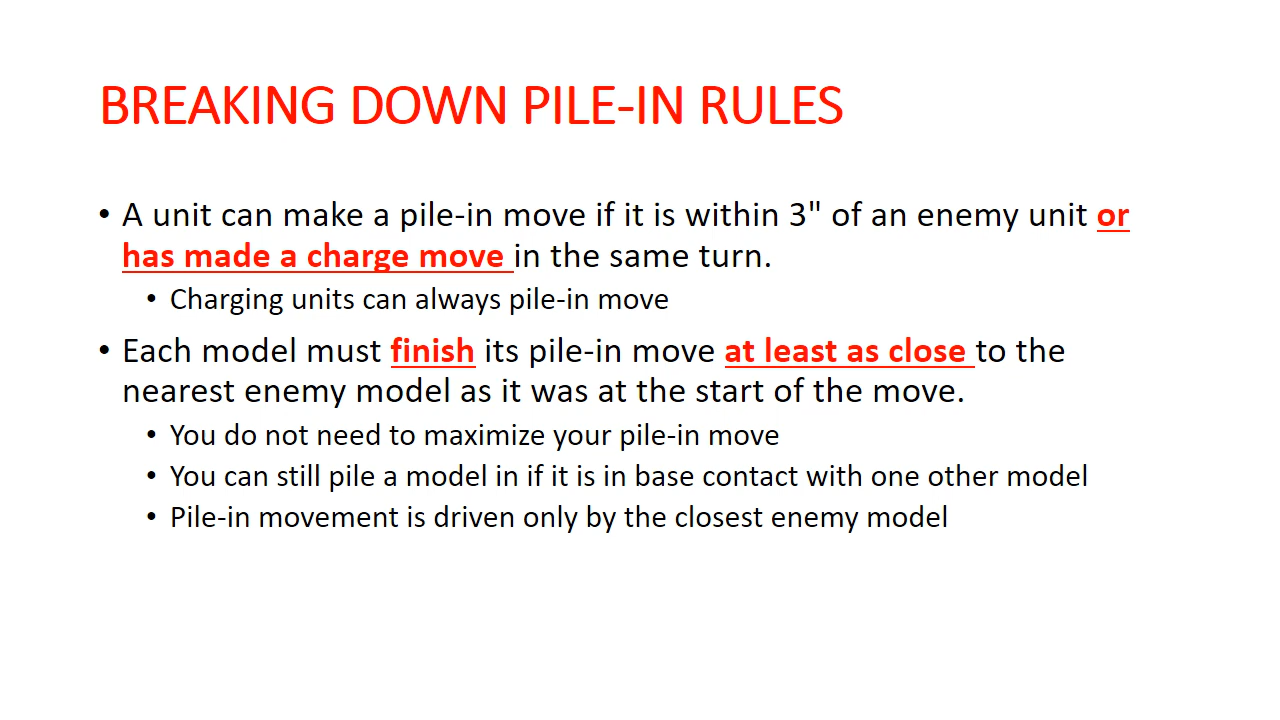 BREAKING DOWN PILE-IN RULES
• A unit can make a pile-in move if it is within 3" of an enemy unit or
has made a charge move in the same turn.
• Charging units can always pile-in move
• Each model must finish its pile-in move at least as close to the
nearest enemy model as it was at the start of the move.
• You do not need to maximize your pile-in move
• You can still pile a model in if it is in base contact with one other model
• Pile-in movement is driven only by the closest enemy model